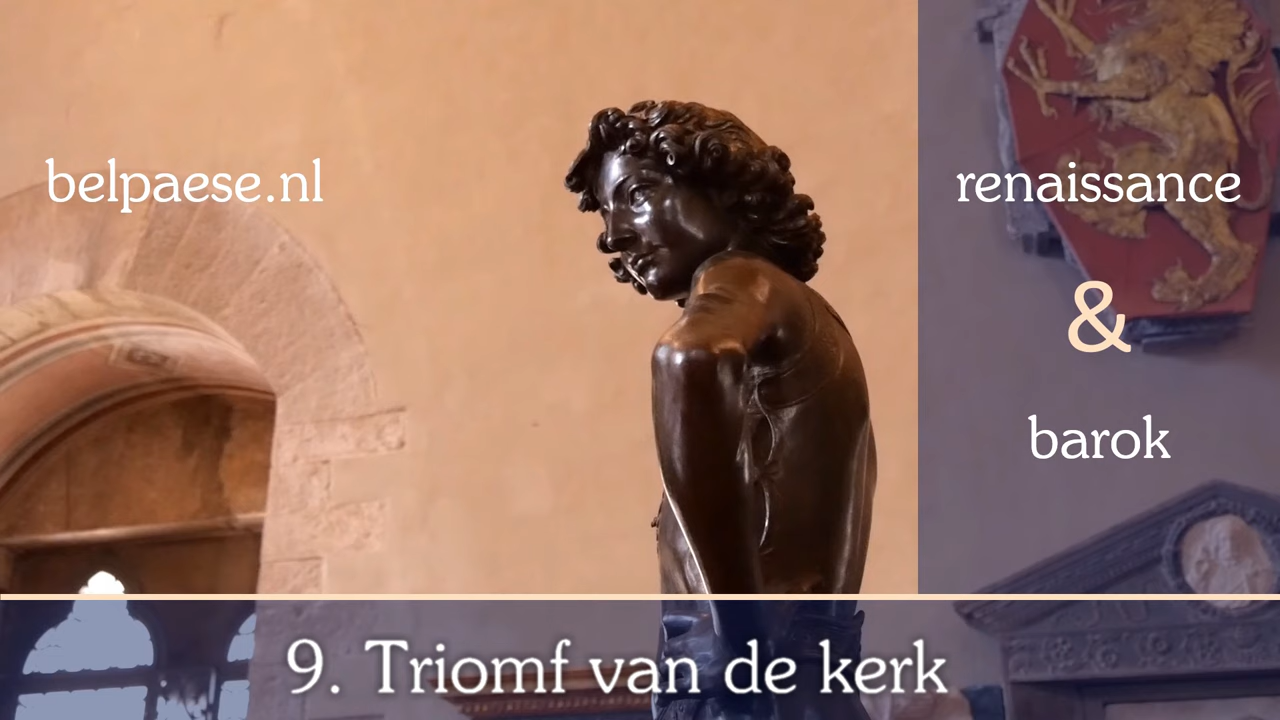 belpaese.nl
renaissance
&
barok
9. Triomf van de kerk